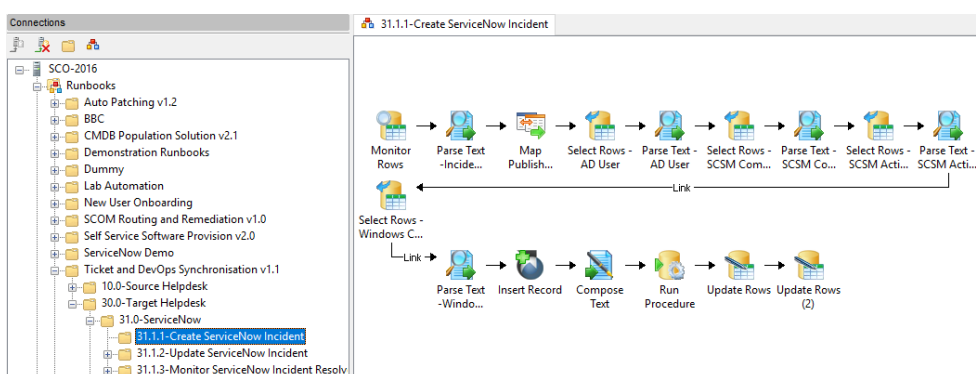 Connections
SCO-2016
Runbooks
Auto Patching v1.2
BBC
CMDB Population Solution v2.1
Demonstration Runbooks
Dummy
Lab Automation
New User Onboarding
SCOM Routing and Remediation v1.0
Self Service Software Provision v2.0
ServiceNow Demo
Ticket and DevOps Synchronisation v1.1
10.0-Source Helpdesk
30.0-Target Helpdesk
31.0-ServiceNow
31.1.1-Create ServiceNow Incident
31.1.2-Update ServiceNow Incident
31.1.3-Monitor ServiceNow Incident Resolv
31.1.1-Create ServiceNow Incident
Monitor
Rows
Parse Text
-Incide...
Map
Publish...
Select Rows -
AD User
Parse Text -
AD User
Select Rows -
SCSM Com...
Parse Text -
SCSM Co...
Select Rows -
SCSM Acti...
Parse Text -
SCSM Acti...
Link
Select Rows -
Windows C...
Link
Parse Text
-Windo...
Insert Record
Compose
Text
Run
Procedure
Update Rows
Update Rows
(2)